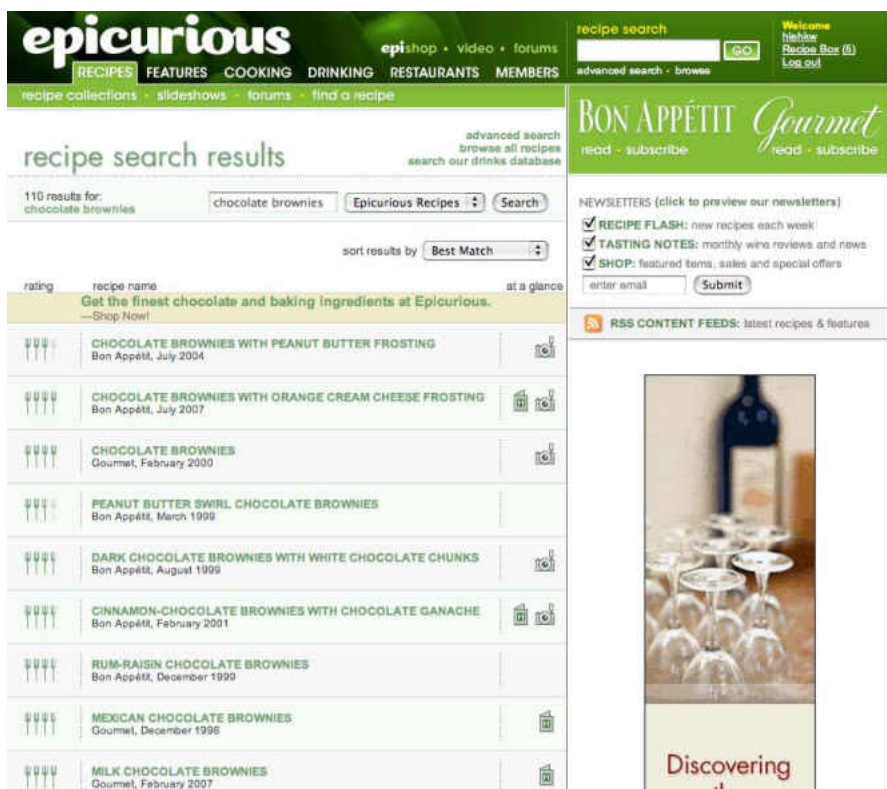 epicurious
epishop • video • forums
RECIPES FEATURES COOKING DRINKING RESTAURANTS MEMBERS
recipe search
GO
advanced search • browse
Welcome
hiehkw
Recipe Box (5)
Log out
recipe collections • slideshows • forums • find a recipe
BON APPÉTIT
read • subscribe
Gourmet
read • subscribe
recipe search results
advanced search
browse all recipes
search our drinks database
110 results for:
chocolate brownies
chocolate brownies
Epicurious Recipes
Search
sort results by Best Match
NEWSLETTERS (click to preview our newsletters)
RECIPE FLASH: new recipes each week
TASTING NOTES: monthly wine reviews and news
SHOP: featured items, sales and special offers
enter email Submit
RSS CONTENT FEEDS: latest recipes & features
rating recipe name at a glance
Get the finest chocolate and baking ingredients at Epicurious.
—Shop Now!
CHOCOLATE BROWNIES WITH PEANUT BUTTER FROSTING
Bon Appétit, July 2004
CHOCOLATE BROWNIES WITH ORANGE CREAM CHEESE FROSTING
Bon Appétit, July 2007
CHOCOLATE BROWNIES
Gourmet, February 2000
PEANUT BUTTER SWIRL CHOCOLATE BROWNIES
Bon Appétit, March 1999
DARK CHOCOLATE BROWNIES WITH WHITE CHOCOLATE CHUNKS
Bon Appétit, August 1999
CINNAMON-CHOCOLATE BROWNIES WITH CHOCOLATE GANACHE
Bon Appétit, February 2001
RUM-RAISIN CHOCOLATE BROWNIES
Bon Appétit, December 1999
MEXICAN CHOCOLATE BROWNIES
Gourmet, December 1998
MILK CHOCOLATE BROWNIES
Gourmet, February 2007
Discovering